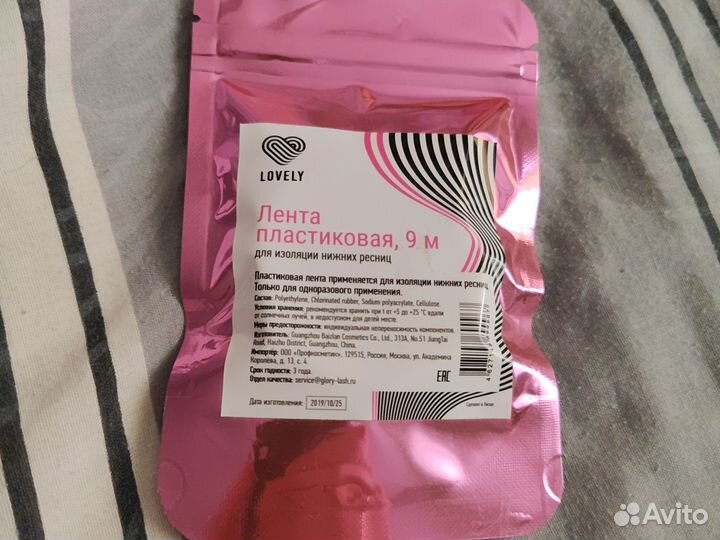 LOVELY
Лента
пластиковая, 9 м
для изоляции нижних ресниц
Пластиковая лента применяется для изоляции нижних ресниц
Только для одноразового применения.
Состав: Polyethylene, Chlorinated rubber, Sodium polyacrylate, Cellulose.
Условия хранения: рекомендуется хранить при t от +5 до +25 °С вдали
от солнечных лучей, в недоступном для детей месте.
Меры предосторожности: индивидуальная непереносимость компонентов.
Изготовитель: Guangzhou Baizlan Cosmetics Co., Ltd., 313A, No.51 JiangTai
Road, Haizhu District, Guangzhou, China.
Импортёр: ООО «Профкосметик», 129515, Россия, Москва, ул. Академика
Королёва, д. 13, с. 4.
Срок годности: 3 года.
Отдел качества: service@glory-lash.ru
Дата изготовления: 2019/10/25
EAC
Сделано в Китае
Avito